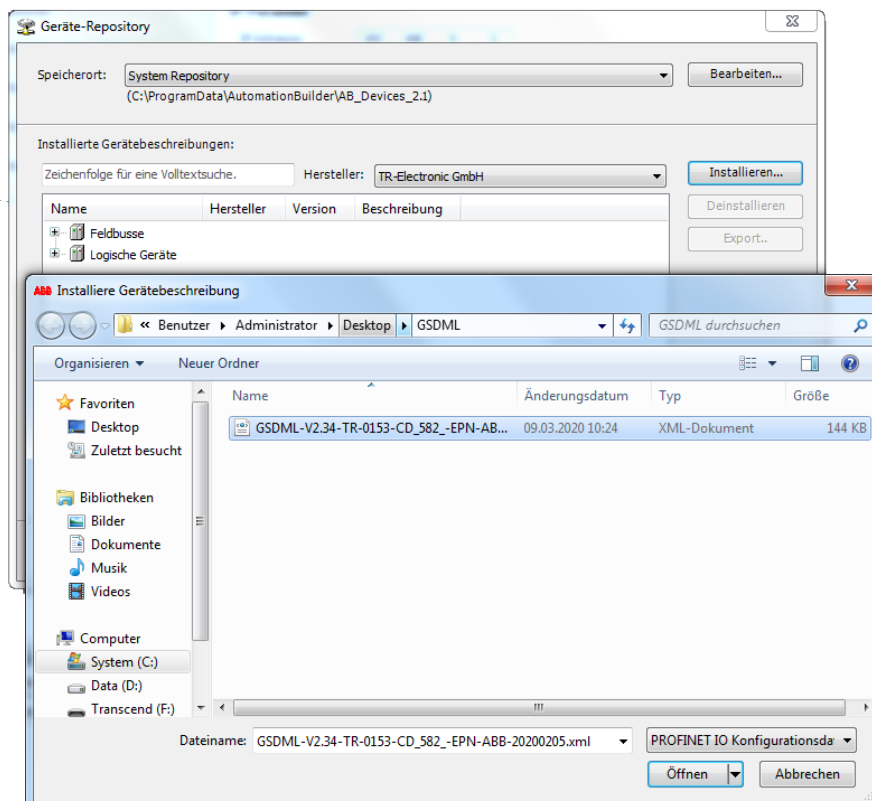 Geräte-Repository
Speicherort: System Repository Bearbeiten...
(C:\ProgramData\AutomationBuilder\AB_Devices_2.1)
Installierte Gerätebeschreibungen:
Zeichenfolge für eine Volltextsuche. Hersteller: TR-Electronic GmbH Installieren...
Name Hersteller Version Beschreibung Deinstallieren
Feldbusse
Export..
Logische Geräte
ABB Installiere Gerätebeschreibung
« Benutzer Administrator Desktop GSDML GSDML durchsuchen
Organisieren Neuer Ordner
Name Änderungsdatum Typ Größe
Favoriten
Desktop GSDML-V2.34-TR-0153-CD_582_-EPN-AB... 09.03.2020 10:24 XML-Dokument 144 KB
Zuletzt besucht
Bibliotheken
Bilder
Dokumente
Musik
Videos
Computer
System (C:)
Data (D:)
Transcend (F:)
Dateiname: GSDML-V2.34-TR-0153-CD_582_-EPN-ABB-20200205.xml PROFINET IO Konfigurationsda
Öffnen Abbrechen